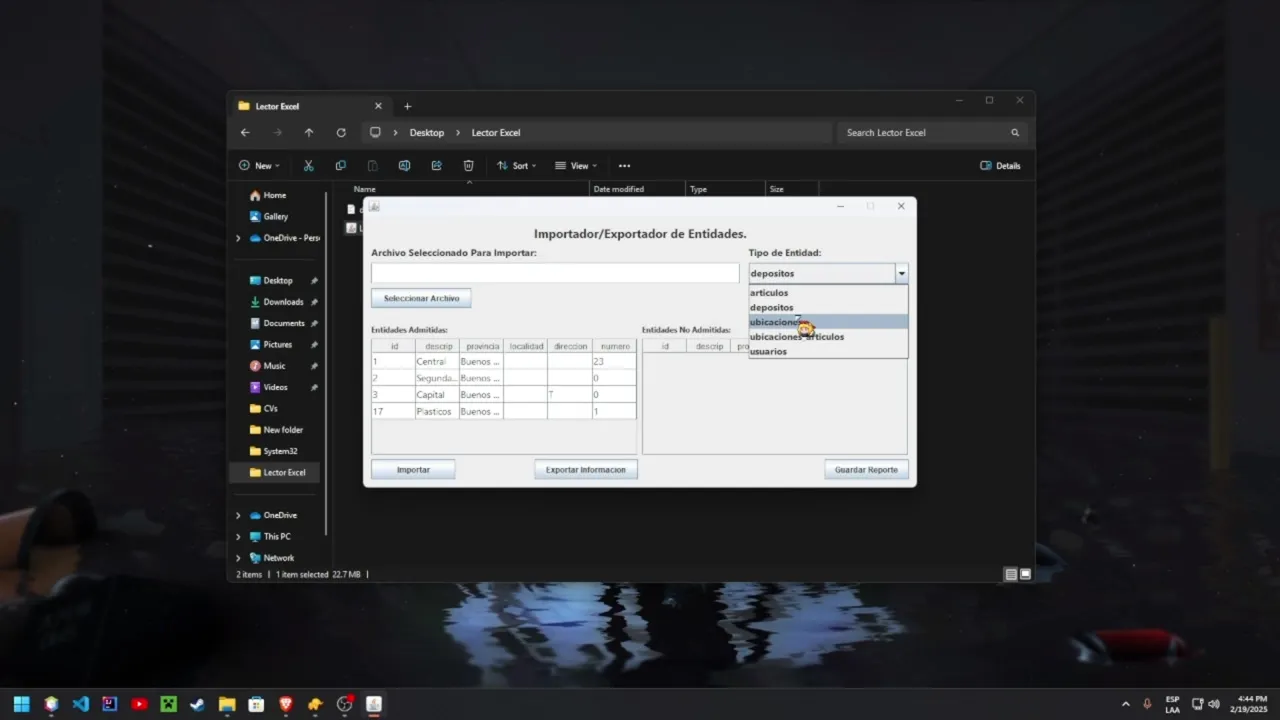 Lector Excel
Desktop
Lector Excel
Search Lector Excel
New
Sort
View
Details
Name
Date modified
Type
Size
Home
Gallery
OneDrive - Pers
Desktop
Downloads
Documents
Pictures
Music
Videos
CVs
New folder
System32
Lector Excel
OneDrive
This PC
Network
2 items
1 item selected 22.7 MB
Importador/Exportador de Entidades.
Archivo Seleccionado Para Importar:
Tipo de Entidad:
depositos
articulos
depositos
ubicaciones
ubicaciones articulos
usuarios
Seleccionar Archivo
Entidades Admitidas:
id descrip provincia localidad direccion numero
1 Central Buenos ... 23
2 Segunda... Buenos ... 0
3 Capital Buenos ... T 0
17 Plasticos Buenos ... 1
Entidades No Admitidas:
id descrip pro
Importar
Exportar Informacion
Guardar Reporte
ESP
LAA
4:44 PM
2/19/2025